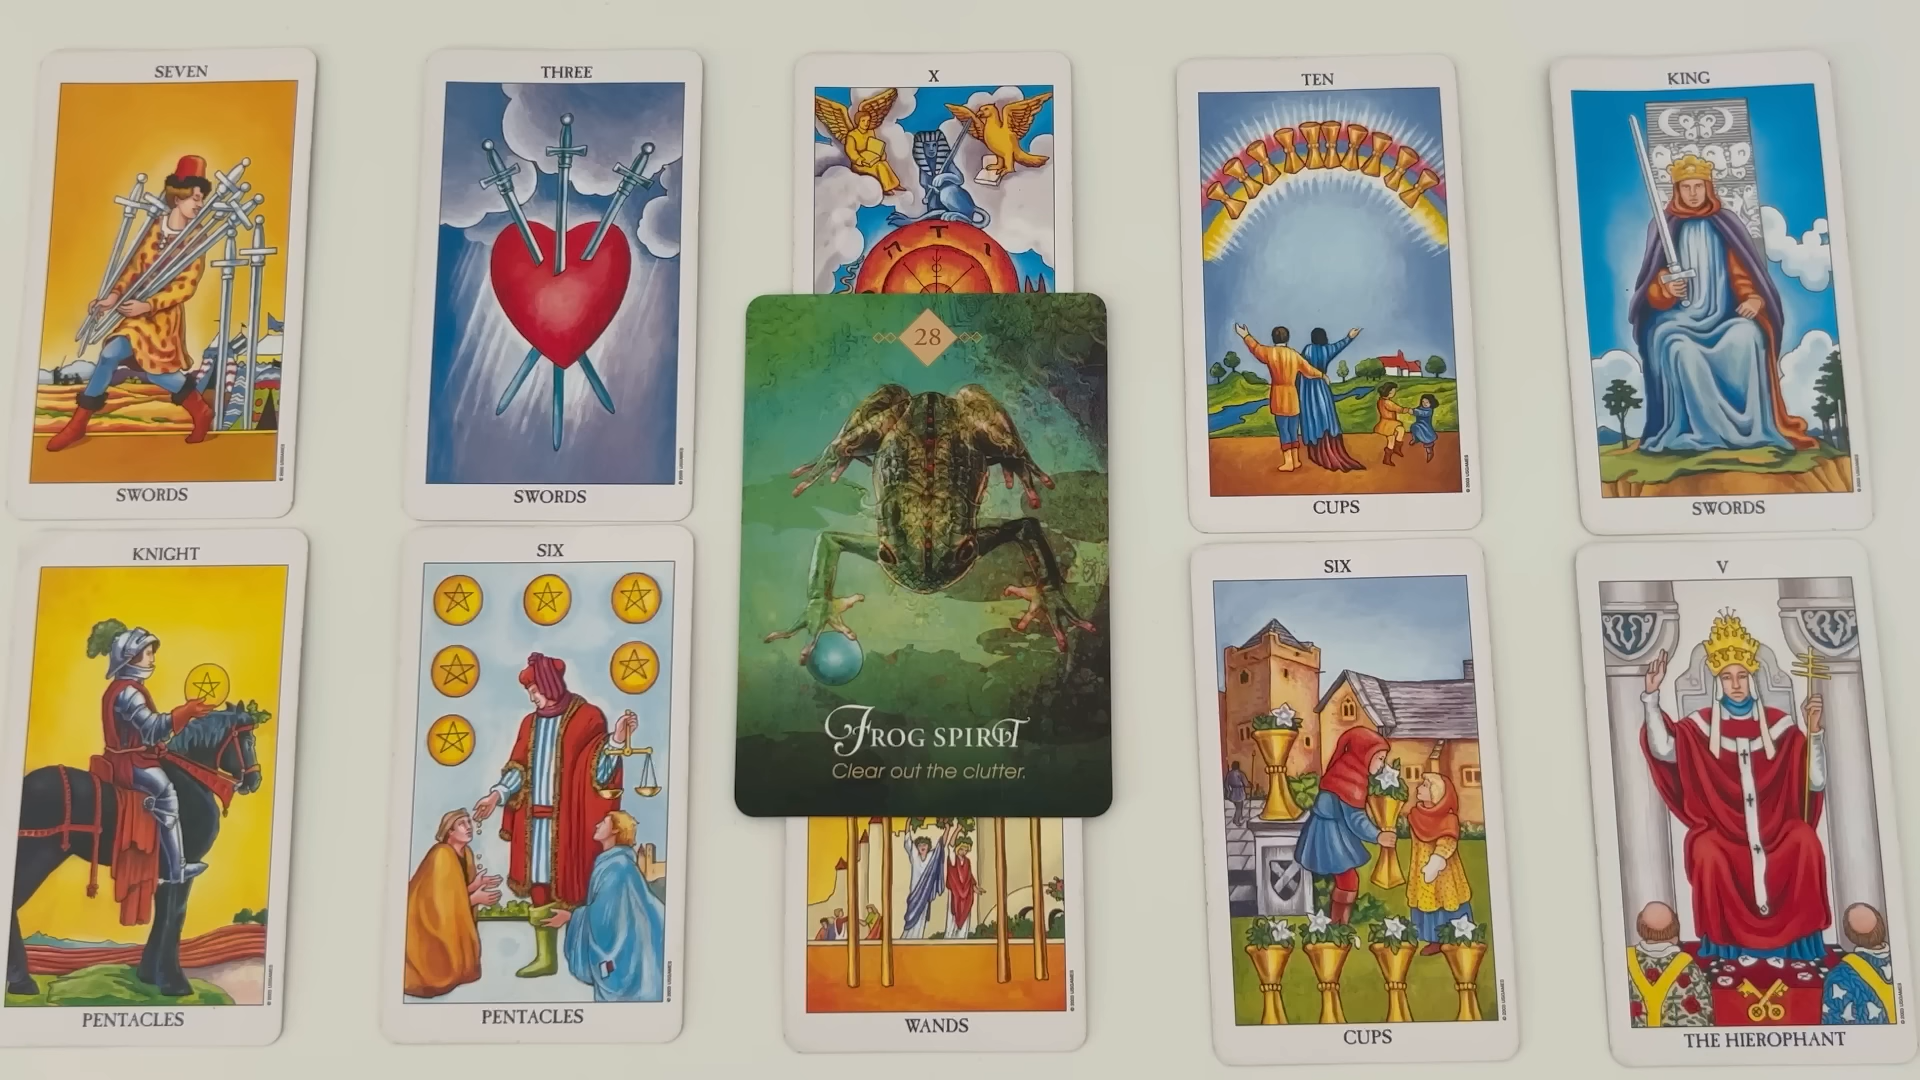 SEVEN
SWORDS
THREE
SWORDS
X
TEN
CUPS
KING
SWORDS
28
FROG SPIRIT
Clear out the clutter.
KNIGHT
PENTACLES
SIX
PENTACLES
WANDS
SIX
CUPS
V
THE HIEROPHANT